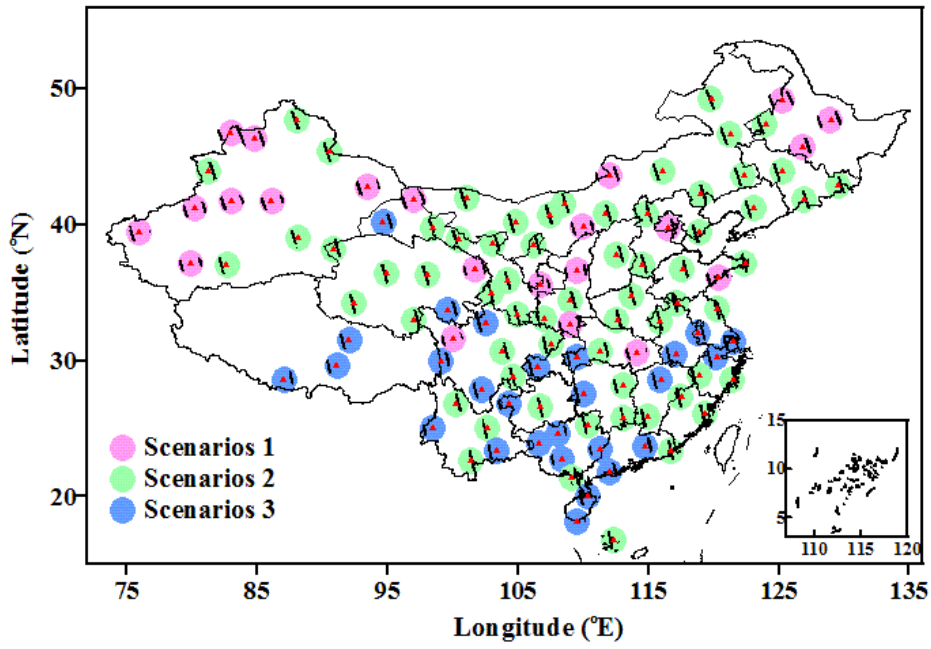 50
40
30
20
Latitude (°N)
Scenarios 1
Scenarios 2
Scenarios 3
15
10
5
110 115 120
75 85 95 105 115 125 135
Longitude (°E)